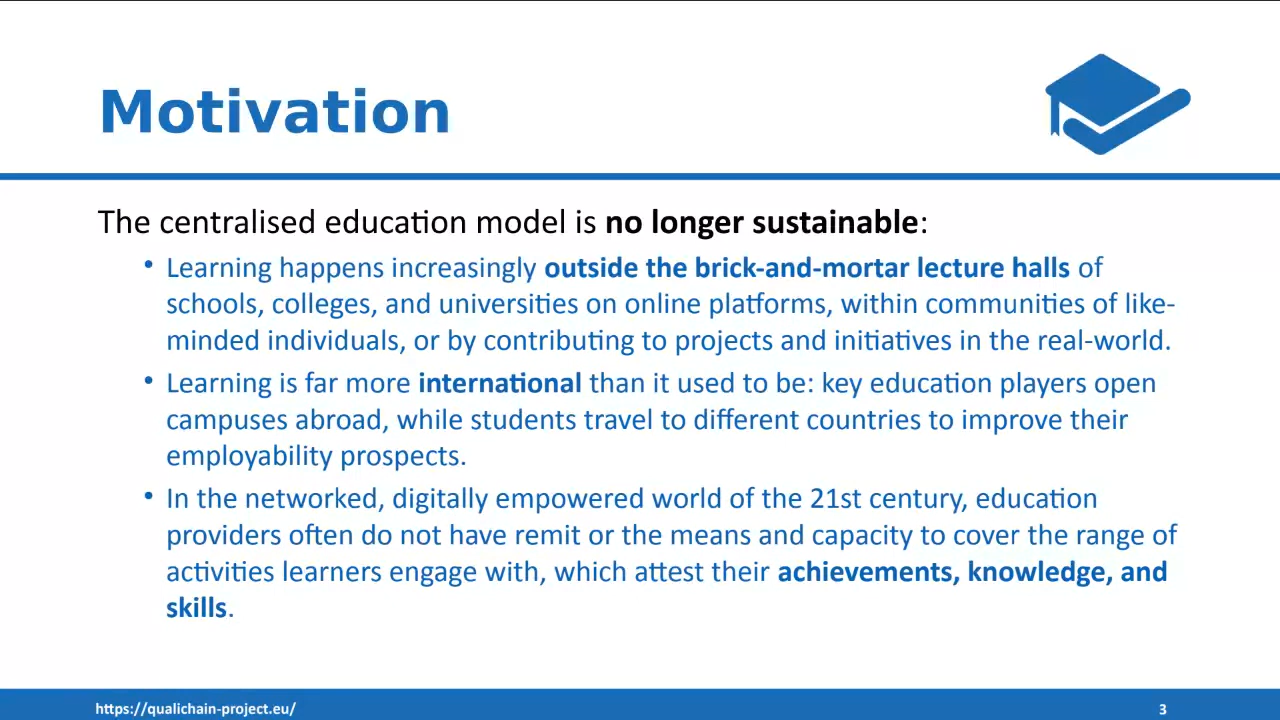 Motivation
The centralised education model is no longer sustainable:
• Learning happens increasingly outside the brick-and-mortar lecture halls of
schools, colleges, and universities on online platforms, within communities of like-
minded individuals, or by contributing to projects and initiatives in the real-world.
• Learning is far more international than it used to be: key education players open
campuses abroad, while students travel to different countries to improve their
employability prospects.
• In the networked, digitally empowered world of the 21st century, education
providers often do not have remit or the means and capacity to cover the range of
activities learners engage with, which attest their achievements, knowledge, and
skills.
https://qualichain-project.eu/
3